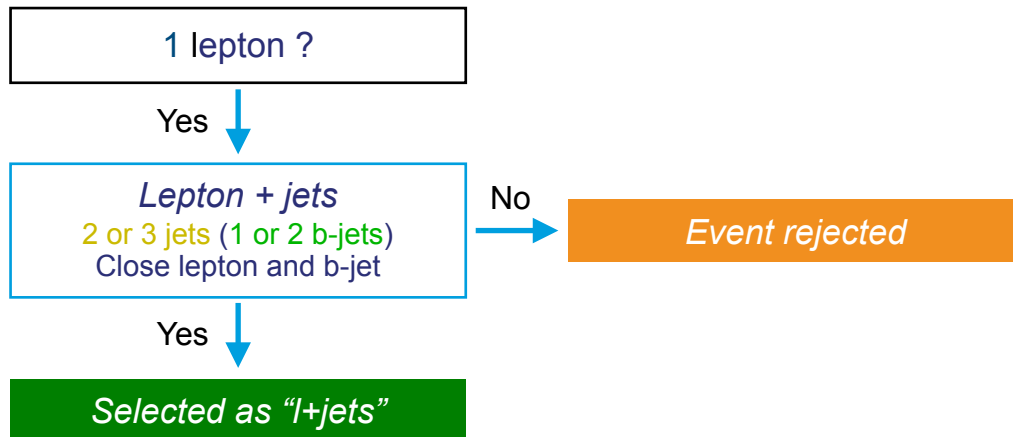 1 lepton ?
Yes
Lepton + jets
2 or 3 jets (1 or 2 b-jets)
Close lepton and b-jet
No
Event rejected
Yes
Selected as “l+jets”